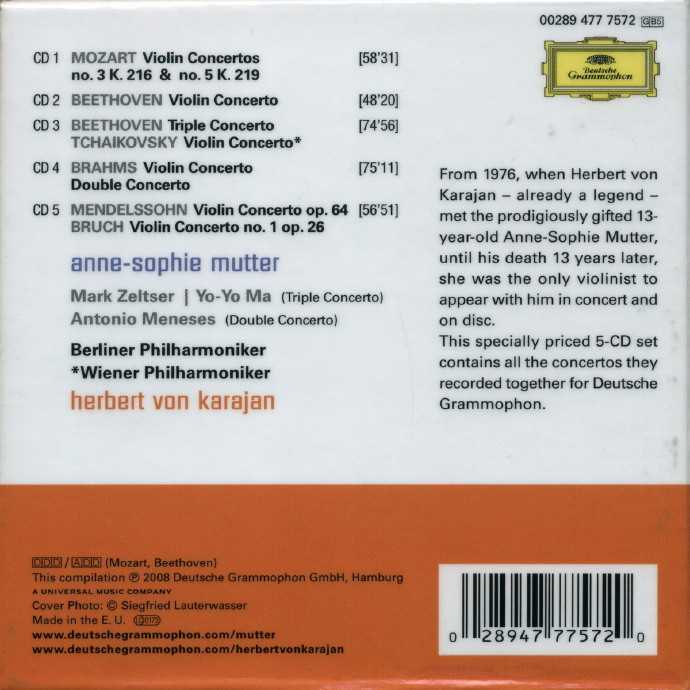 00289 477 7572 GB5
Deutsche
Grammophon
CD 1 MOZART Violin Concertos [58'31]
no. 3 K. 216 & no. 5 K. 219
CD 2 BEETHOVEN Violin Concerto [48'20]
CD 3 BEETHOVEN Triple Concerto [74'56]
TCHAIKOVSKY Violin Concerto*
CD 4 BRAHMS Violin Concerto [75'11]
Double Concerto
CD 5 MENDELSSOHN Violin Concerto op. 64 [56'51]
BRUCH Violin Concerto no. 1 op. 26
anne-sophie mutter
Mark Zeltser | Yo-Yo Ma (Triple Concerto)
Antonio Meneses (Double Concerto)
Berliner Philharmoniker
*Wiener Philharmoniker
herbert von karajan
From 1976, when Herbert von
Karajan – already a legend –
met the prodigiously gifted 13-
year-old Anne-Sophie Mutter,
until his death 13 years later,
she was the only violinist to
appear with him in concert and
on disc.
This specially priced 5-CD set
contains all the concertos they
recorded together for Deutsche
Grammophon.
DDD / ADD (Mozart, Beethoven)
This compilation ℗ 2008 Deutsche Grammophon GmbH, Hamburg
A UNIVERSAL MUSIC COMPANY
Cover Photo: © Siegfried Lauterwasser
Made in the E. U.
www.deutschegrammophon.com/mutter
www.deutschegrammophon.com/herbertvonkarajan
0 28947 77572 0